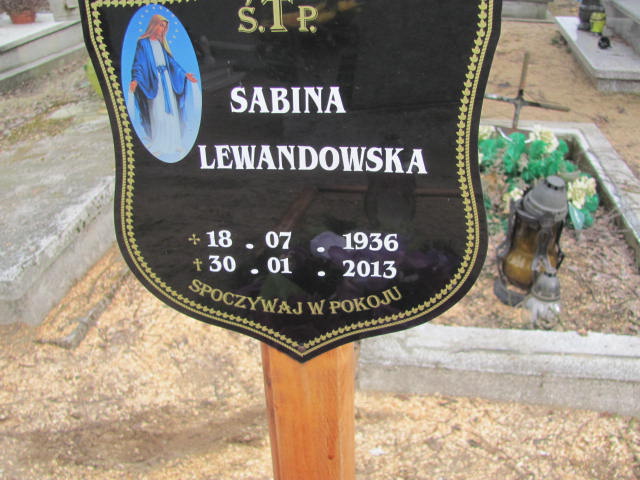 Ś.†P.
SABINA
LEWANDOWSKA
18 . 07 . 1936
† 30 . 01 . 2013
SPOCZYWAJ W POKOJU